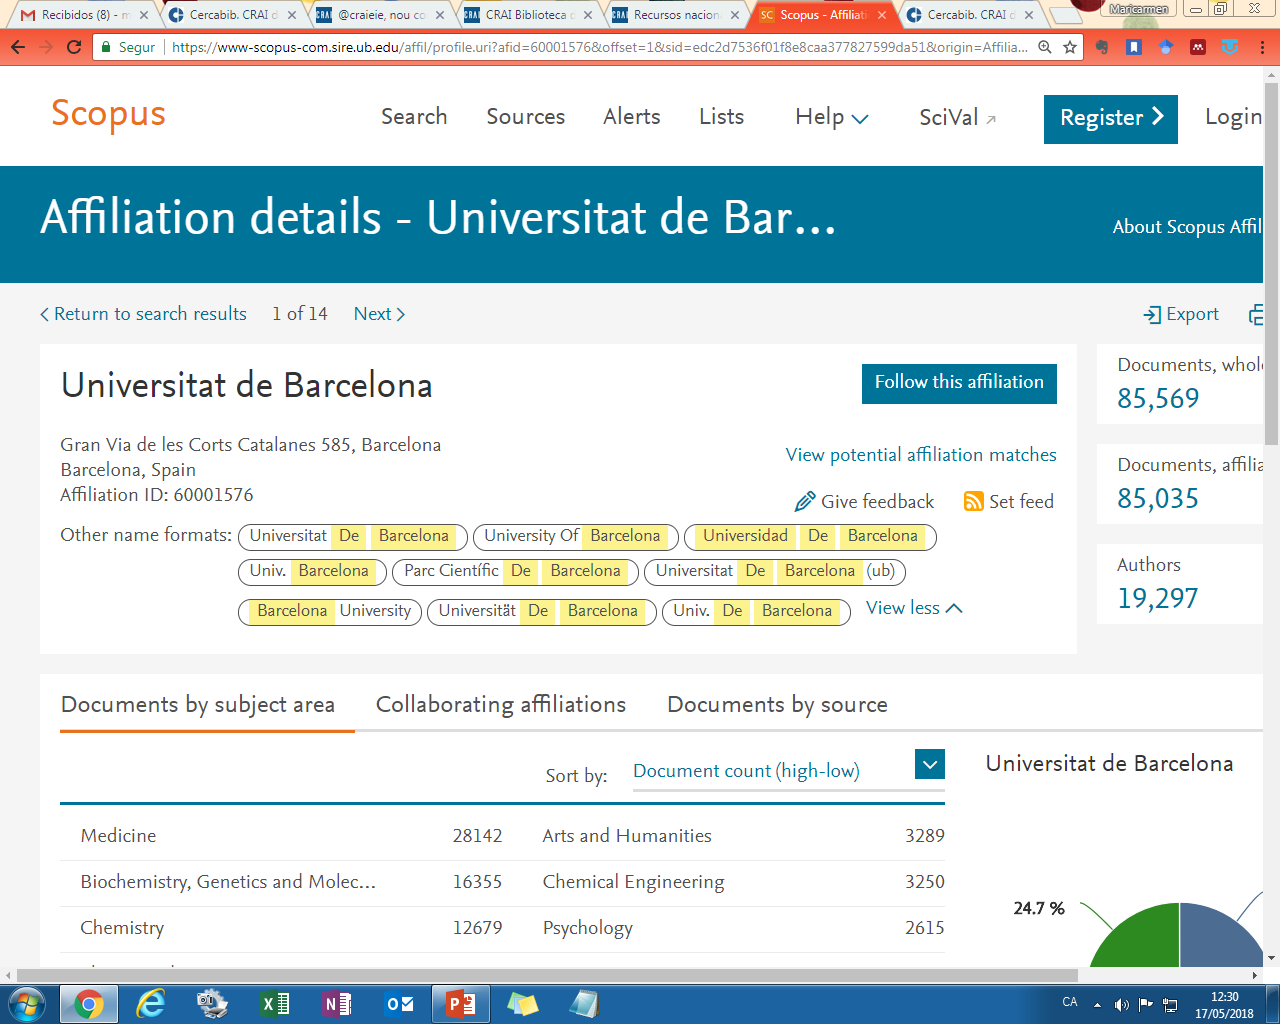 Recibidos (8) - m
Cercabib. CRAI d
@craieie, nou co
CRAI Biblioteca d
Recursos nacion
Scopus - Affiliati
Cercabib. CRAI d
Maricarmen
Segur
https://www-scopus-com.sire.ub.edu/affil/profile.uri?afid=60001576&offset=1&sid=edc2d7536f01f8e8caa377827599da51&origin=Affilia...
Scopus
Search Sources Alerts Lists Help SciVal Register Login
Affiliation details - Universitat de Bar...
About Scopus Affil
Return to search results 1 of 14 Next Export
Universitat de Barcelona
Follow this affiliation
Gran Via de les Corts Catalanes 585, Barcelona
Barcelona, Spain
Affiliation ID: 60001576
View potential affiliation matches
Give feedback Set feed
Other name formats: Universitat De Barcelona University Of Barcelona Universidad De Barcelona
Univ. Barcelona Parc Científic De Barcelona Universitat De Barcelona (ub)
Barcelona University Universität De Barcelona Univ. De Barcelona View less
Documents, whole
85,569
Documents, affilia
85,035
Authors
19,297
Documents by subject area Collaborating affiliations Documents by source
Sort by: Document count (high-low)
Medicine 28142 Arts and Humanities 3289
Biochemistry, Genetics and Molec... 16355 Chemical Engineering 3250
Chemistry 12679 Psychology 2615
Universitat de Barcelona
24.7 %
CA
12:30
17/05/2018